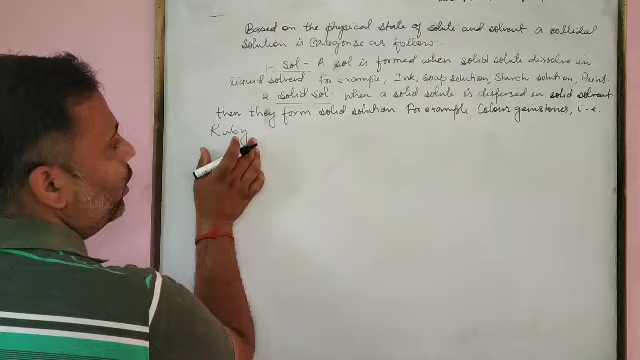 Based on the physical state of solute and solvent a colloidal
solution is categorise as follow:
1- Sol - A sol is formed when solid solute dissolve in
liquid solvent For example, Ink, soap solution, Starch solution, Paint.
2 solid sol when a solid solute is dispersed in solid solvent
then they form solid solution For example Colour gemstones, i-e.
Ruby